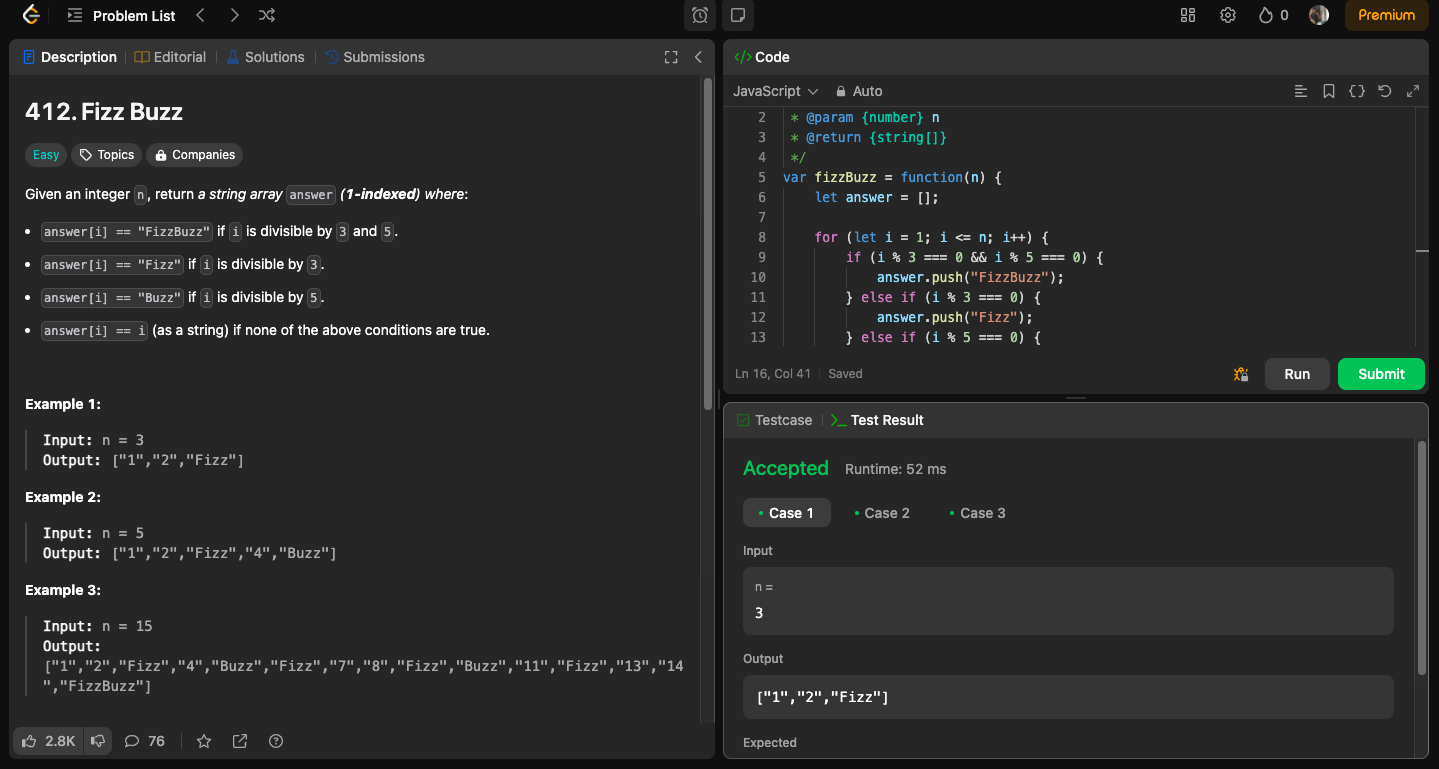 Problem List
0
Premium
Description
Editorial
Solutions
Submissions
412. Fizz Buzz
Easy
Topics
Companies
Given an integer n, return a string array answer (1-indexed) where:
• answer[i] == "FizzBuzz" if i is divisible by 3 and 5.
• answer[i] == "Fizz" if i is divisible by 3.
• answer[i] == "Buzz" if i is divisible by 5.
• answer[i] == i (as a string) if none of the above conditions are true.
Example 1:
Input: n = 3
Output: ["1","2","Fizz"]
Example 2:
Input: n = 5
Output: ["1","2","Fizz","4","Buzz"]
Example 3:
Input: n = 15
Output:
["1","2","Fizz","4","Buzz","Fizz","7","8","Fizz","Buzz","11","Fizz","13","14
","FizzBuzz"]
2.8K
76
</> Code
JavaScript
Auto
2 * @param {number} n
3 * @return {string[]}
4 */
5 var fizzBuzz = function(n) {
6 let answer = [];
7
8 for (let i = 1; i <= n; i++) {
9 if (i % 3 === 0 && i % 5 === 0) {
10 answer.push("FizzBuzz");
11 } else if (i % 3 === 0) {
12 answer.push("Fizz");
13 } else if (i % 5 === 0) {
Ln 16, Col 41
Saved
Run
Submit
Testcase
>_ Test Result
Accepted
Runtime: 52 ms
• Case 1
• Case 2
• Case 3
Input
n =
3
Output
["1","2","Fizz"]
Expected